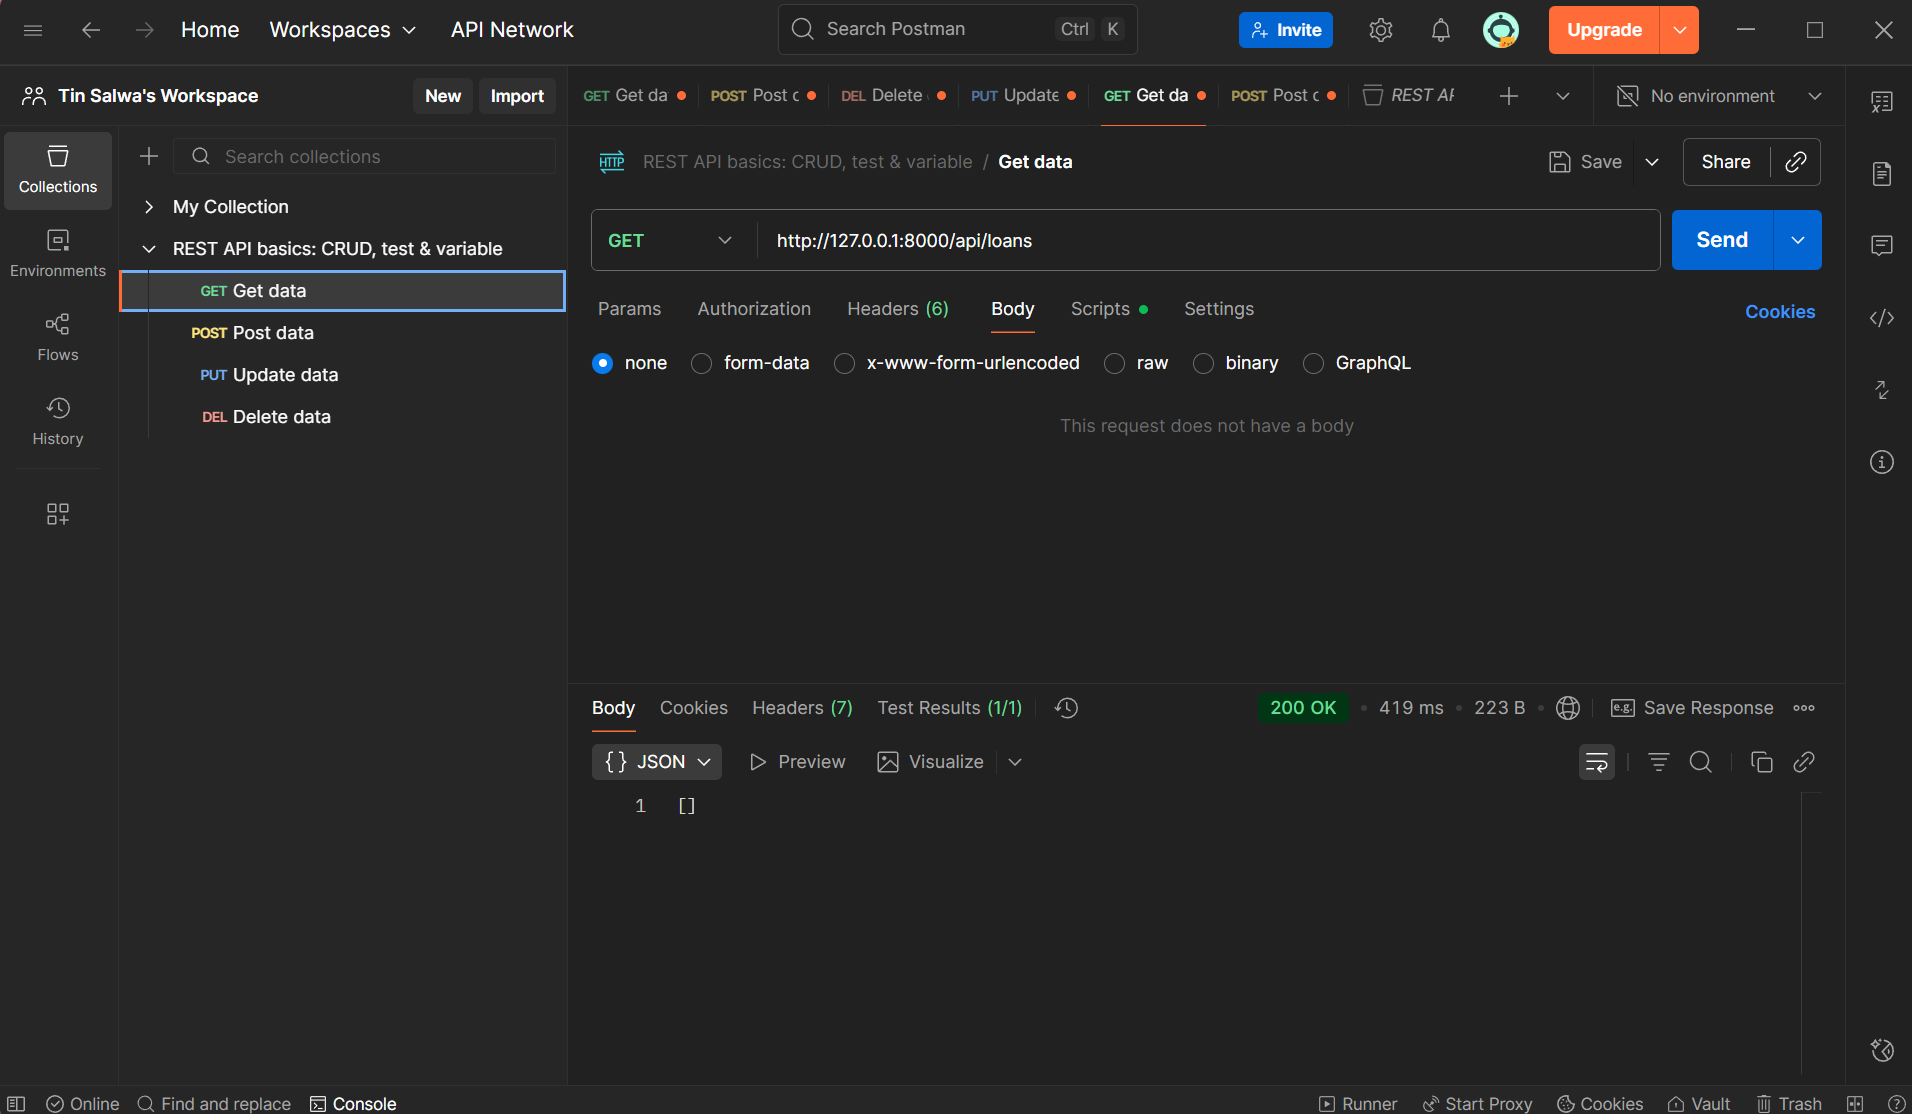 Home Workspaces API Network Search Postman Ctrl K Invite Upgrade
Tin Salwa's Workspace New Import
GET Get da POST Post c DEL Delete PUT Update GET Get da POST Post c REST AP No environment
Collections
Environments
Flows
History
Search collections
My Collection
REST API basics: CRUD, test & variable
GET Get data
POST Post data
PUT Update data
DEL Delete data
HTTP REST API basics: CRUD, test & variable / Get data Save Share
GET http://127.0.0.1:8000/api/loans Send
Params Authorization Headers (6) Body Scripts Settings Cookies
none form-data x-www-form-urlencoded raw binary GraphQL
This request does not have a body
Body Cookies Headers (7) Test Results (1/1) 200 OK • 419 ms • 223 B • e.g. Save Response
{} JSON Preview Visualize
1 []
Online Find and replace Console Runner Start Proxy Cookies Vault Trash